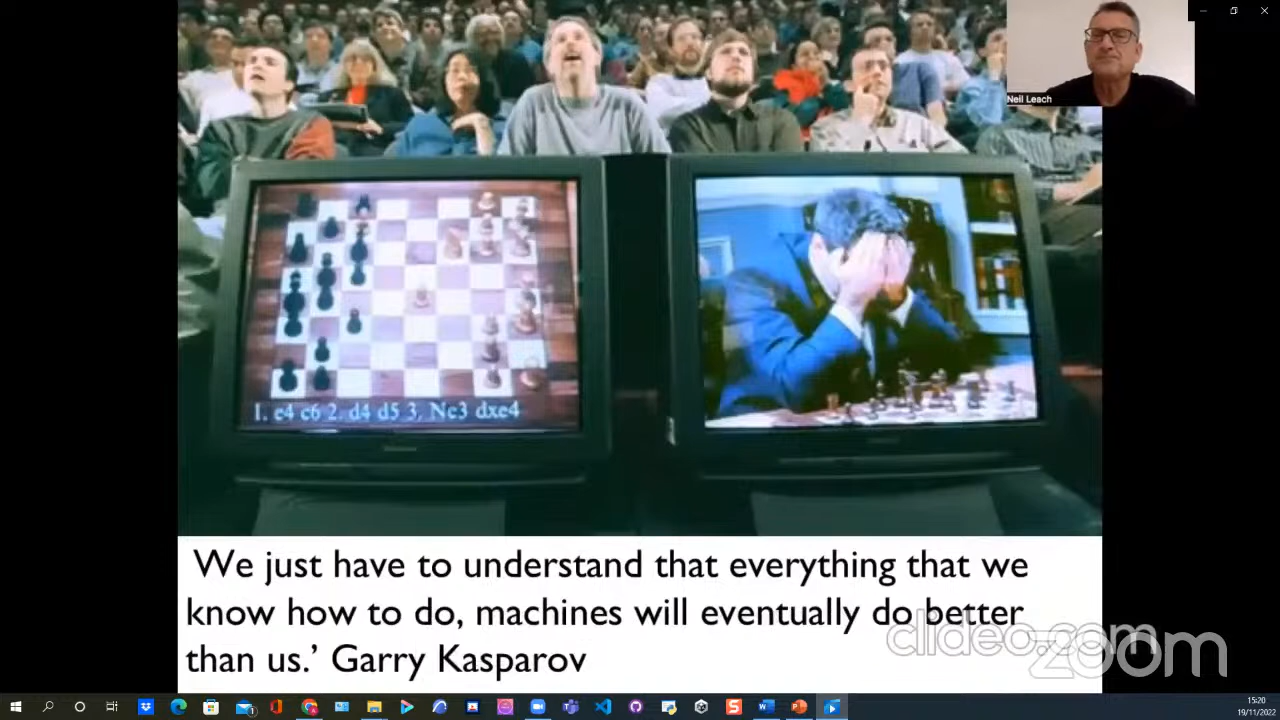 Neil Leach
1. e4 c6 2. d4 d5 3, Nc3 dxe4
We just have to understand that everything that we
know how to do, machines will eventually do better
than us.’ Garry Kasparov
clideo.com
zoom
15:20
19/11/2022